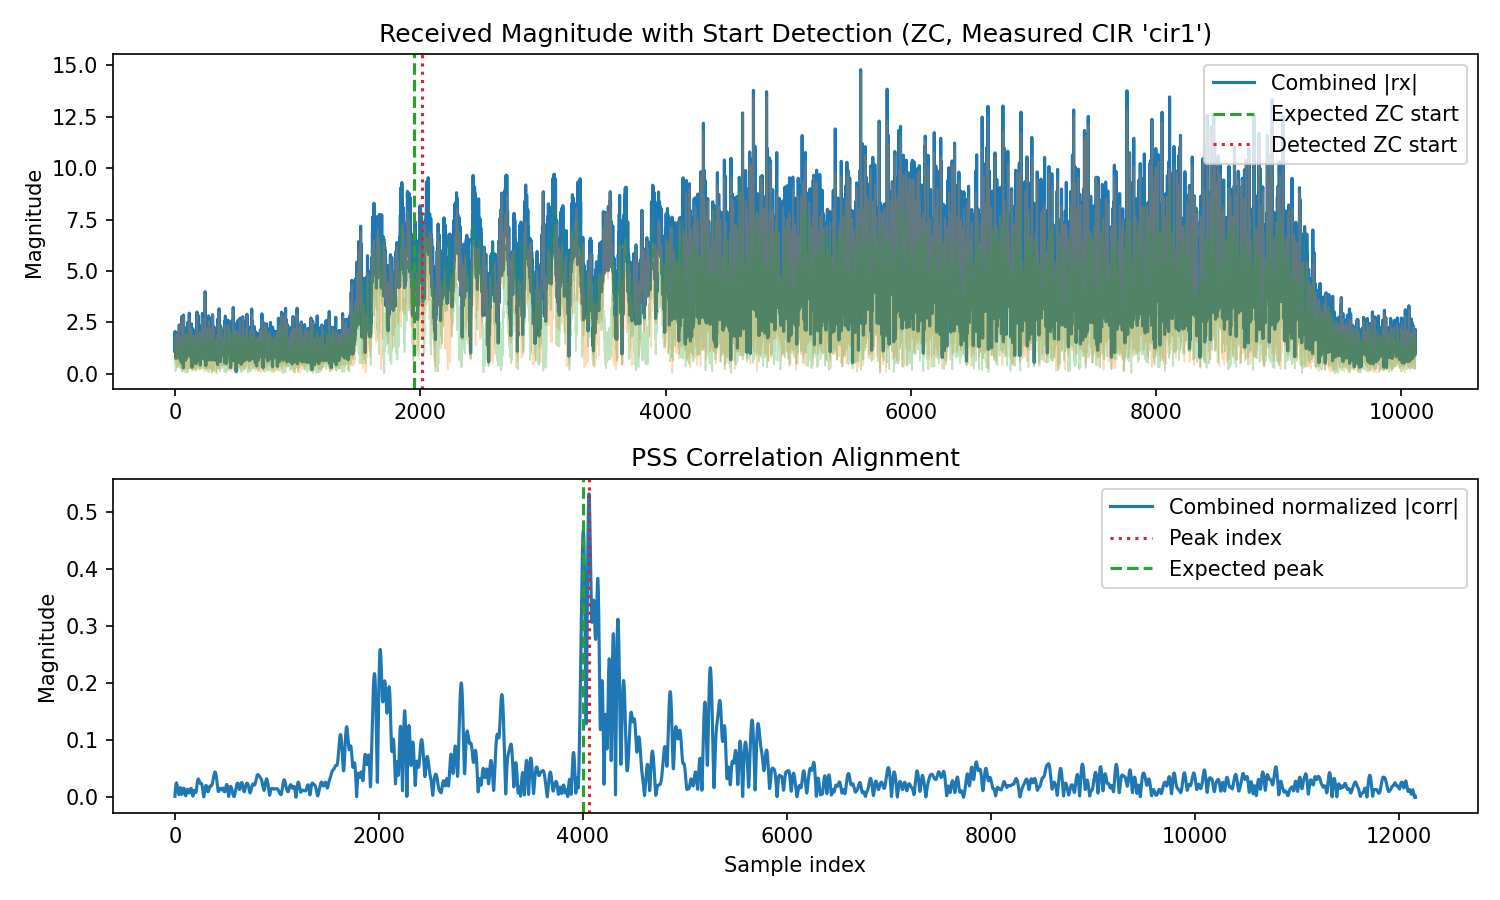 Received Magnitude with Start Detection (ZC, Measured CIR 'cir1')
15.0
12.5
10.0
7.5
5.0
2.5
0.0
Magnitude
Combined |rx|
Expected ZC start
Detected ZC start
0 2000 4000 6000 8000 10000
PSS Correlation Alignment
0.5
0.4
0.3
0.2
0.1
0.0
Magnitude
Combined normalized |corr|
Peak index
Expected peak
0 2000 4000 6000 8000 10000 12000
Sample index